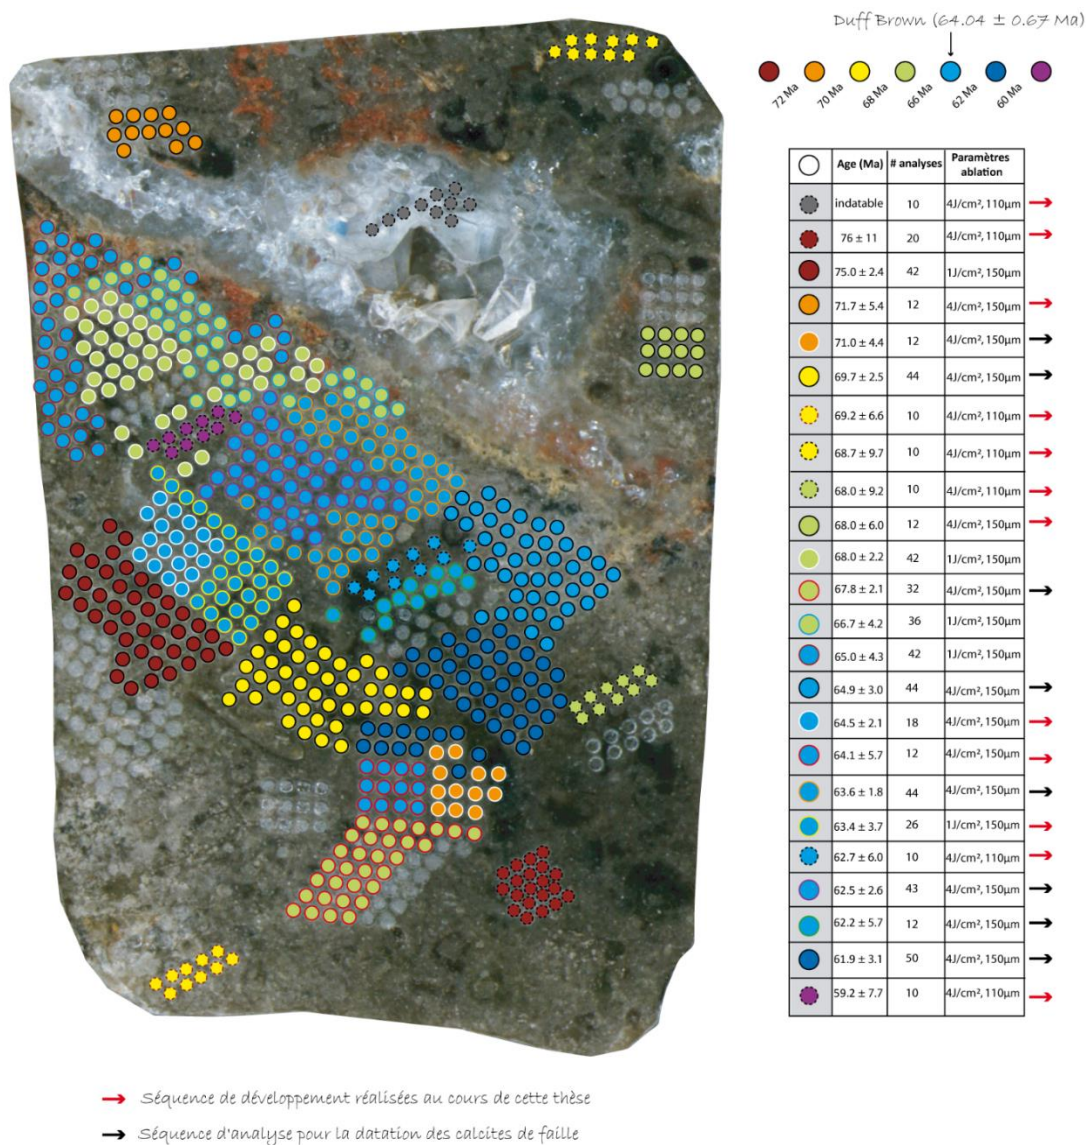 Duff Brown (64.04 ± 0.67 Ma)
72 Ma
70 Ma
68 Ma
66 Ma
62 Ma
60 Ma
Age (Ma) # analyses Paramètres ablation
indatable 10 4J/cm², 110µm →
76 ± 11 20 4J/cm², 110µm →
75.0 ± 2.4 42 1J/cm², 150µm
71.7 ± 5.4 12 4J/cm², 150µm →
71.0 ± 4.4 12 4J/cm², 150µm →
69.7 ± 2.5 44 4J/cm², 150µm →
69.2 ± 6.6 10 4J/cm², 110µm →
68.7 ± 9.7 10 4J/cm², 110µm →
68.0 ± 9.2 10 4J/cm², 110µm →
68.0 ± 6.0 12 4J/cm², 150µm →
68.0 ± 2.2 42 1J/cm², 150µm
67.8 ± 2.1 32 4J/cm², 150µm →
66.7 ± 4.2 36 1J/cm², 150µm
65.0 ± 4.3 42 1J/cm², 150µm
64.9 ± 3.0 44 4J/cm², 150µm →
64.5 ± 2.1 18 4J/cm², 150µm →
64.1 ± 5.7 12 4J/cm², 150µm →
63.6 ± 1.8 44 4J/cm², 150µm →
63.4 ± 3.7 26 1J/cm², 150µm →
62.7 ± 6.0 10 4J/cm², 110µm →
62.5 ± 2.6 43 4J/cm², 150µm →
62.2 ± 5.7 12 4J/cm², 150µm →
61.9 ± 3.1 50 4J/cm², 150µm →
59.2 ± 7.7 10 4J/cm², 110µm →
→ Séquence de développement réalisées au cours de cette thèse
→ Séquence d'analyse pour la datation des calcites de faille